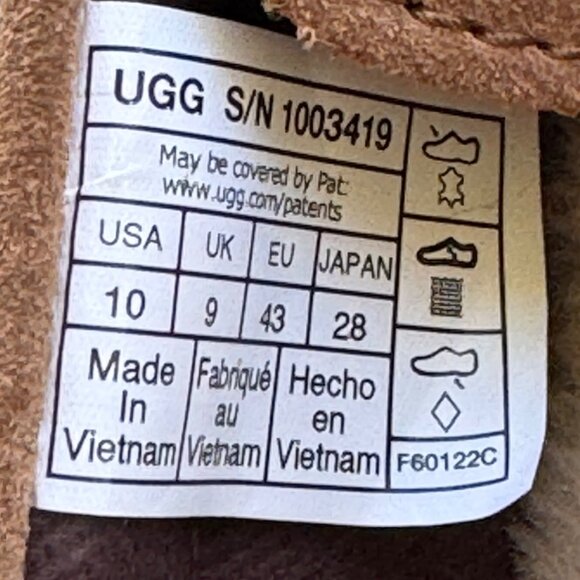 UGG S/N 1003419
May be covered by Pat:
www.ugg.com/patents
USA UK EU JAPAN
10 9 43 28
Made Fabriqué Hecho
In au en
Vietnam Vietnam Vietnam
F60122C